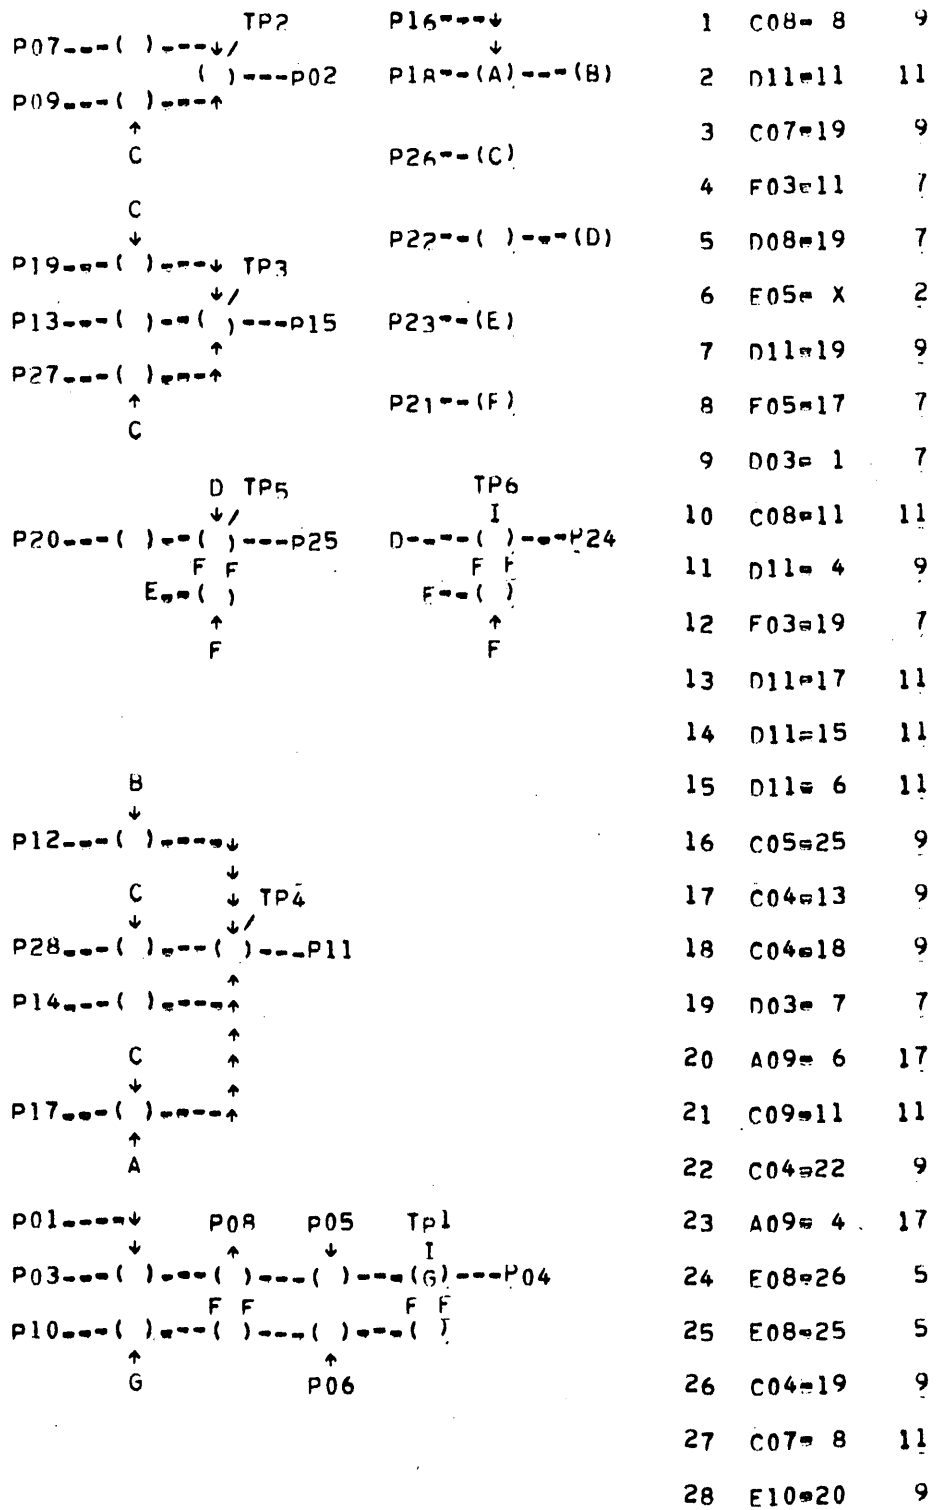 TP2 P16---↓ 1 C08- 8 9
P07---( )---↓/ ↓
( )---P02 P18--(A)---(B) 2 D11-11 11
P09---( )---↑
↑ 3 C07-19 9
C P26--(C)
4 F03-11 7
C
↓ P22--( )---(D) 5 D08-19 7
P19---( )---↓ TP3
↓/ 6 E05- X 2
P13---( )--( )---P15 P23--(E)
↑ 7 D11-19 9
P27---( )---↑
↑ P21--(F) 8 F05-17 7
C
9 D03- 1 7
D TP5 TP6
↓/ I 10 C08-11 11
P20---( )--( )---P25 D----( )---P24
F F F F 11 D11- 4 9
E--( ) E--( )
↑ ↑ 12 F03-19 7
F F
13 D11-17 11
14 D11-15 11
B 15 D11- 6 11
↓
P12---( )----↓ 16 C05-25 9
↓
C ↓ TP4 17 C04-13 9
↓ ↓/
P28---( )---( )---P11 18 C04-18 9
↑
P14---( )----↑ 19 D03- 7 7
↑
C ↑ 20 A09- 6 17
↓ ↑
P17---( )----↑ 21 C09-11 11
↑
A 22 C04-22 9
P01----↓ P08 P05 TP1 23 A09- 4 17
↓ ↑ ↓ I
P03---( )---( )---( )---(G)---P04 24 E08-26 5
F F F F
P10---( )---( )---( )---( ) 25 E08-25 5
↑ ↑
G P06 26 C04-19 9
27 C07- 8 11
28 E10-20 9